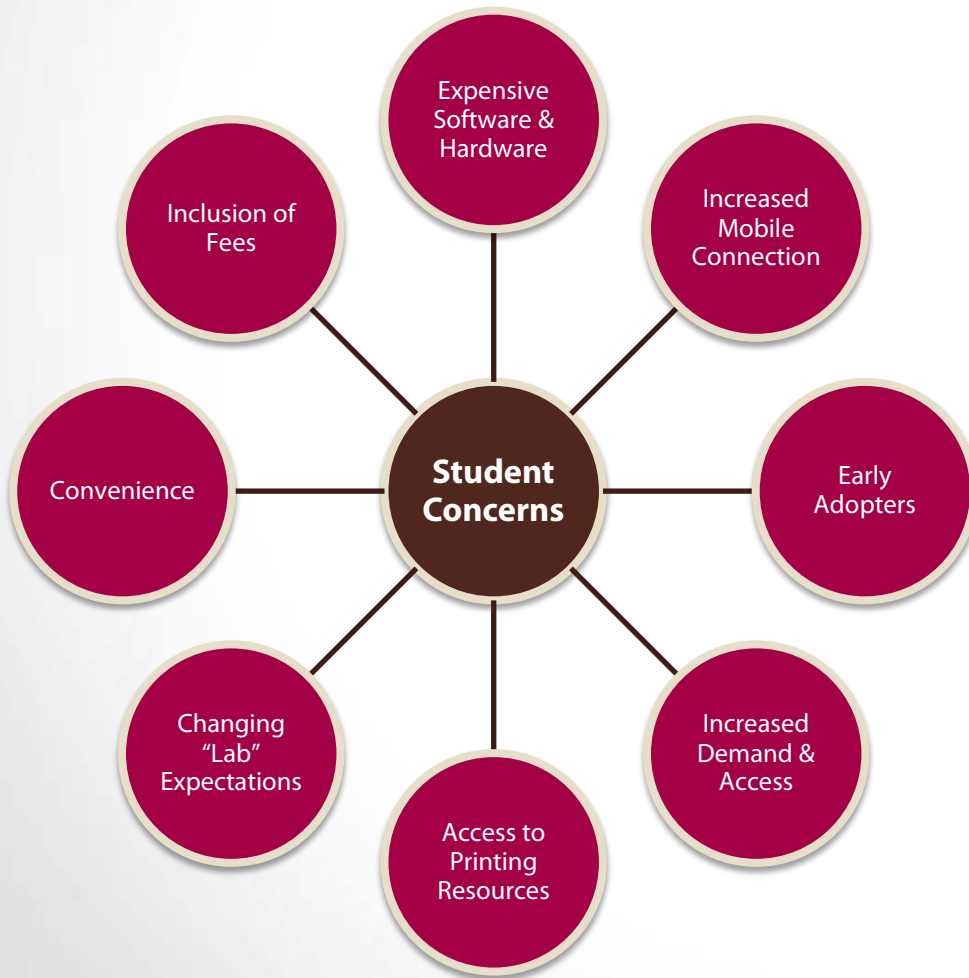 Expensive
Software &
Hardware
Increased
Mobile
Connection
Early
Adopters
Increased
Demand &
Access
Access to
Printing
Resources
Changing
“Lab”
Expectations
Convenience
Inclusion of
Fees
Student
Concerns